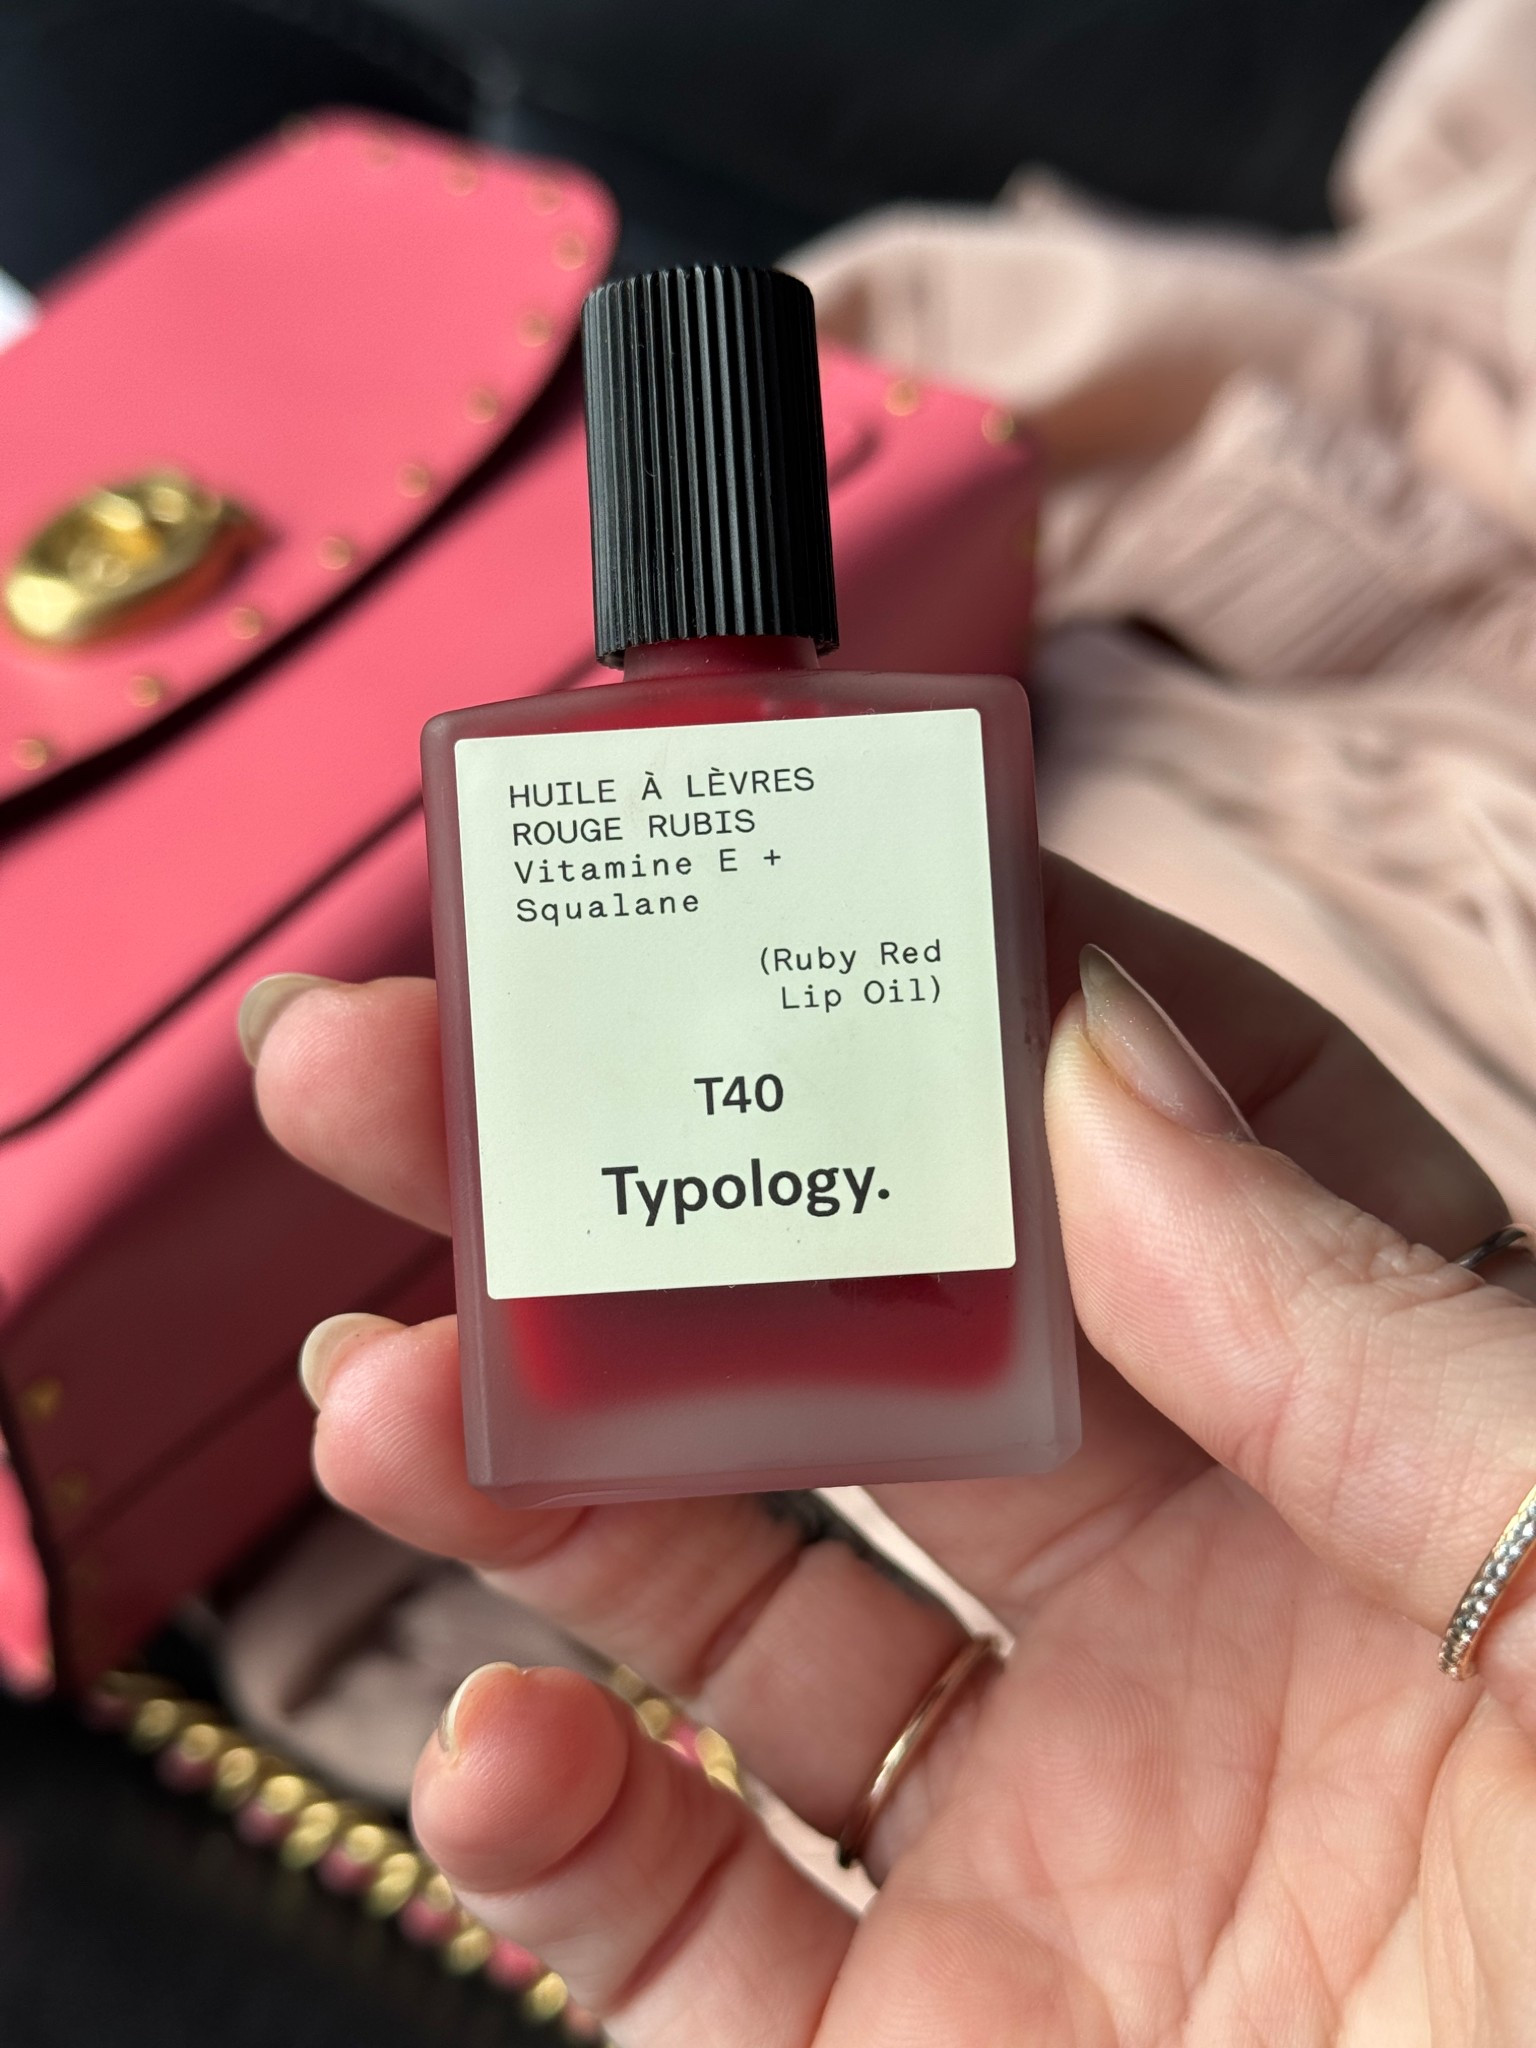 HUILE À LÈVRES
ROUGE RUBIS
Vitamine E +
Squalane
(Ruby Red
Lip Oil)
T40
Typology.